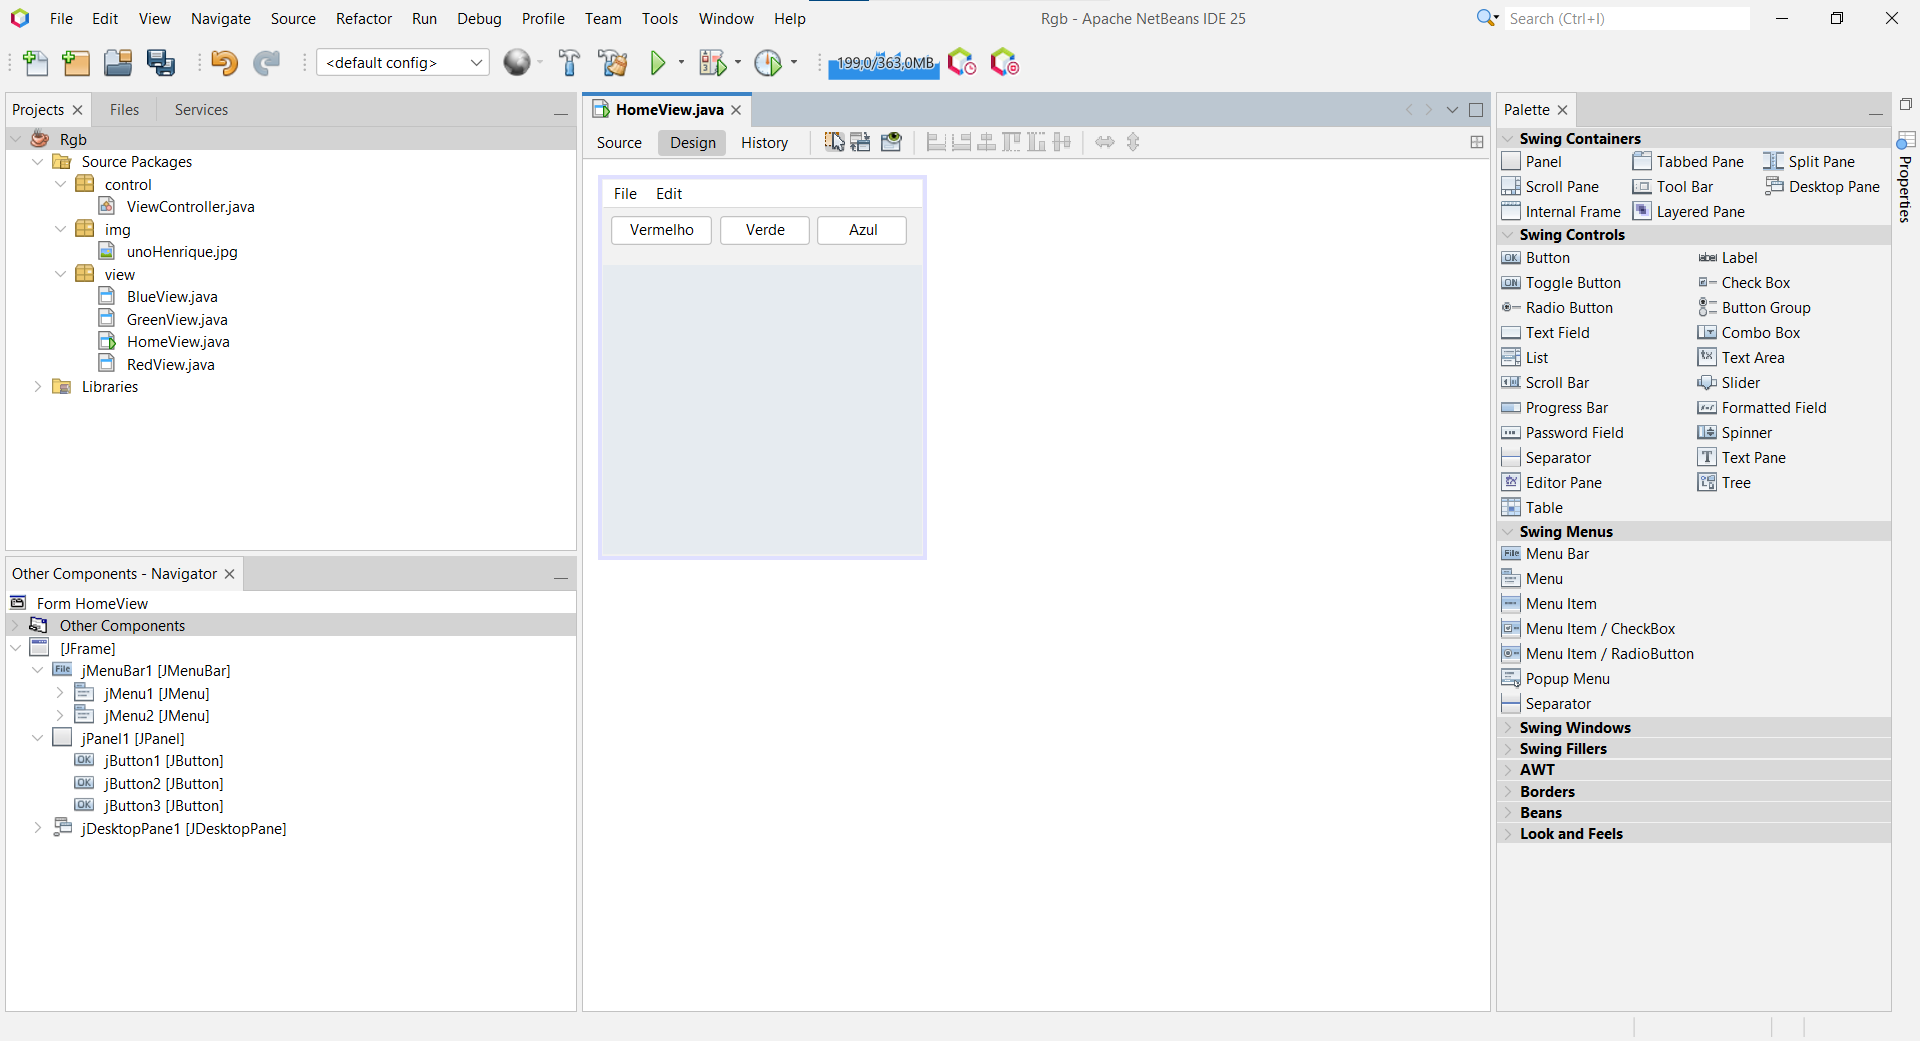 File Edit View Navigate Source Refactor Run Debug Profile Team Tools Window Help Rgb - Apache NetBeans IDE 25 Search (Ctrl+I)
<default config> 199,0/363,0MB
Projects Files Services
Rgb
Source Packages
control
ViewController.java
img
unoHenrique.jpg
view
BlueView.java
GreenView.java
HomeView.java
RedView.java
Libraries
Other Components - Navigator
Form HomeView
Other Components
[JFrame]
jMenuBar1 [JMenuBar]
jMenu1 [JMenu]
jMenu2 [JMenu]
jPanel1 [JPanel]
jButton1 [JButton]
jButton2 [JButton]
jButton3 [JButton]
jDesktopPane1 [JDesktopPane]
HomeView.java
Source Design History
File Edit
Vermelho Verde Azul
Palette
Swing Containers
Panel Tabbed Pane Split Pane
Scroll Pane Tool Bar Desktop Pane
Internal Frame Layered Pane
Swing Controls
Button Label
Toggle Button Check Box
Radio Button Button Group
Text Field Combo Box
List Text Area
Scroll Bar Slider
Progress Bar Formatted Field
Password Field Spinner
Separator Text Pane
Editor Pane Tree
Table
Swing Menus
Menu Bar
Menu
Menu Item
Menu Item / CheckBox
Menu Item / RadioButton
Popup Menu
Separator
Swing Windows
Swing Fillers
AWT
Borders
Beans
Look and Feels
Properties